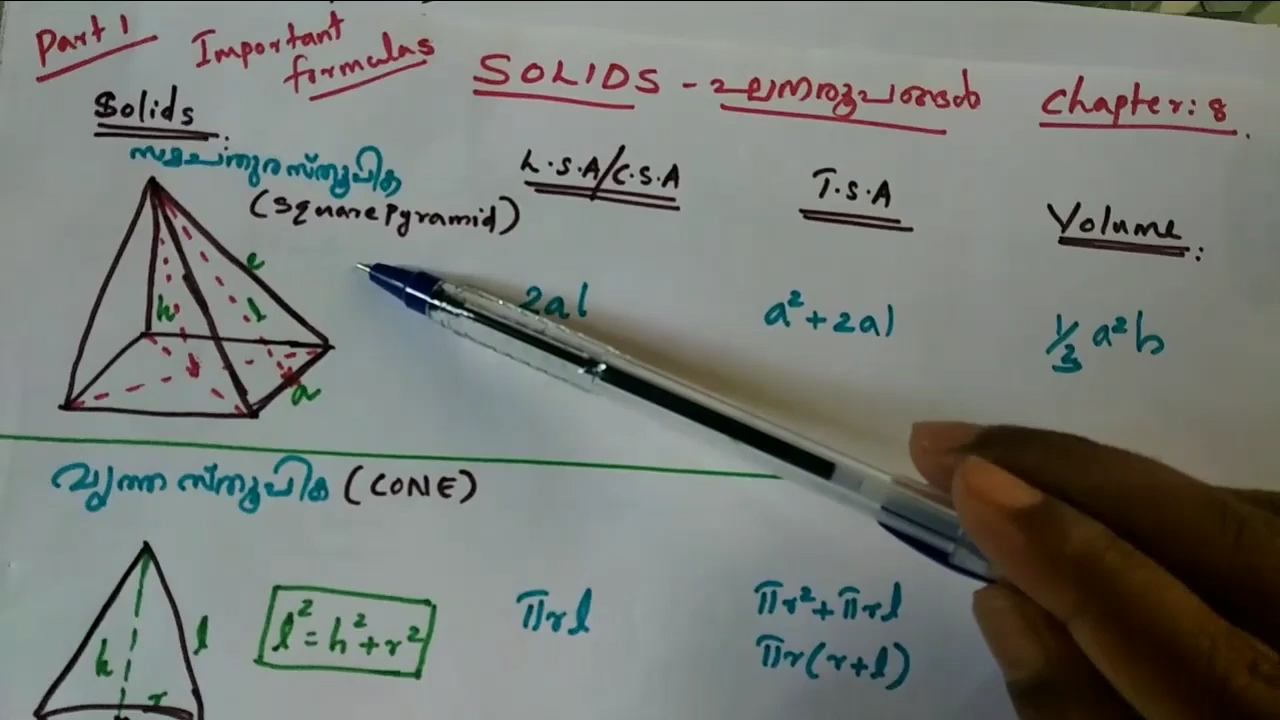 Part 1
Important formulas
SOLIDS - ഘനരൂപങ്ങൾ
Chapter: 8
Solids:
L.S.A/C.S.A
T.S.A
Volume:
സമചതുരസ്തൂപിക
(Square pyramid)
e
h
l
a
2al
a²+2al
1/3 a²h
വൃത്തസ്തൂപിക (CONE)
h
l
r
l²=h²+r²
πrl
πr²+πrl
πr(r+l)